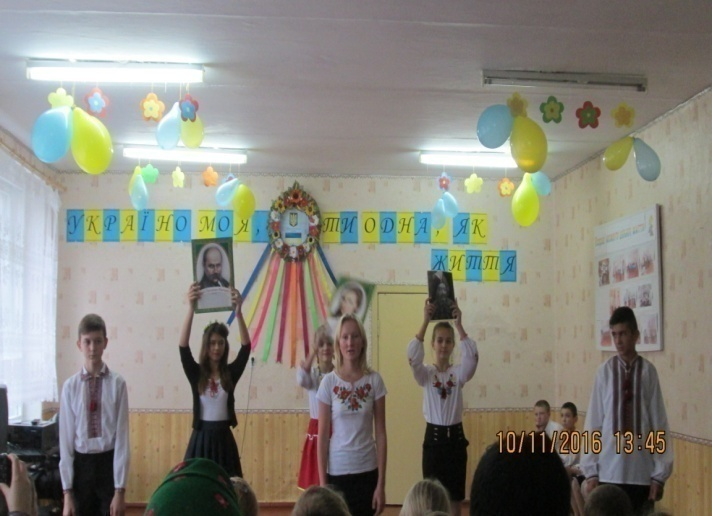 УКРАЇНО МОЯ, ТИ ОДНА, ЯК
ЖИТТЯ
10/11/2016 13:45